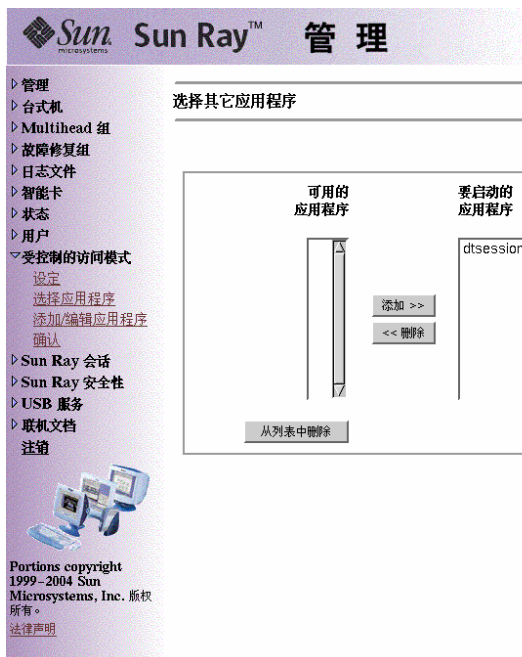 Sun
microsystems
Sun Ray™ 管 理
管理
台式机
Multihead 组
故障修复组
日志文件
智能卡
状态
用户
受控制的访问模式
设定
选择应用程序
添加/编辑应用程序
确认
Sun Ray 会话
Sun Ray 安全性
USB 服务
联机文档
注销
Portions copyright
1999-2004 Sun
Microsystems, Inc. 版权
所有。
法律声明
选择其它应用程序
可用的
应用程序
添加 >>
<< 删除
从列表中删除
要启动的
应用程序
dtsession